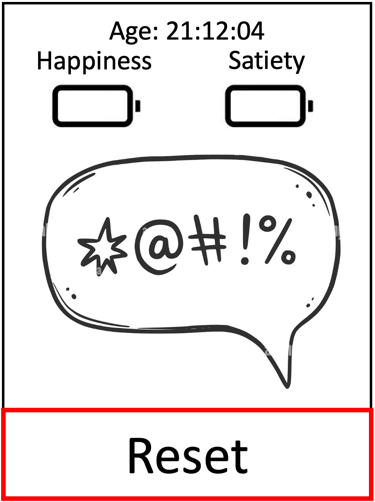 Age: 21:12:04
Happiness Satiety
*@#!%
Reset